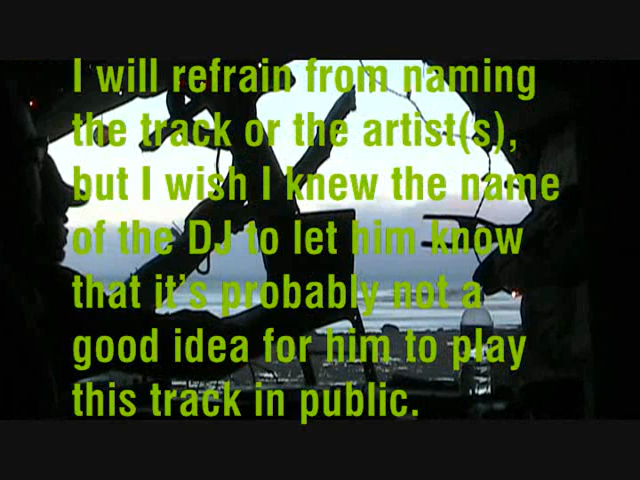 I will refrain from naming
the track or the artist(s),
but I wish I knew the name
of the DJ to let him know
that it's probably not a
good idea for him to play
this track in public.